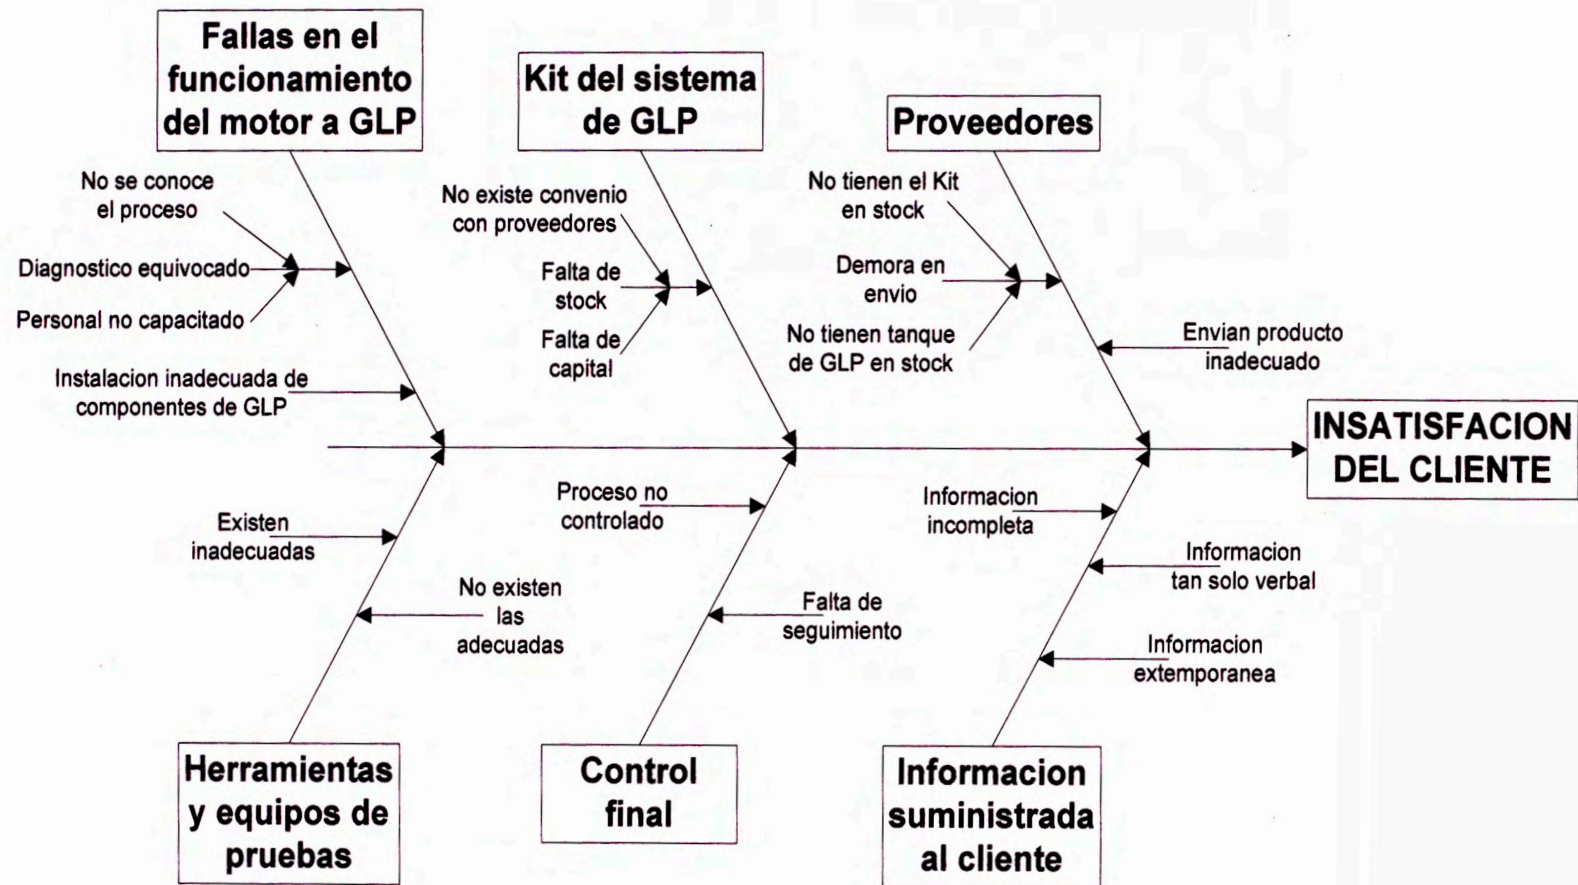 Fallas en el
funcionamiento
del motor a GLP
Kit del sistema
de GLP
Proveedores
No se conoce
el proceso
Diagnostico equivocado
Personal no capacitado
Instalacion inadecuada de
componentes de GLP
No existe convenio
con proveedores
Falta de
stock
Falta de
capital
No tienen el Kit
en stock
Demora en
envio
No tienen tanque
de GLP en stock
Envian producto
inadecuado
INSATISFACION
DEL CLIENTE
Existen
inadecuadas
No existen
las
adecuadas
Proceso no
controlado
Falta de
seguimiento
Informacion
incompleta
Informacion
tan solo verbal
Informacion
extemporanea
Herramientas
y equipos de
pruebas
Control
final
Informacion
suministrada
al cliente